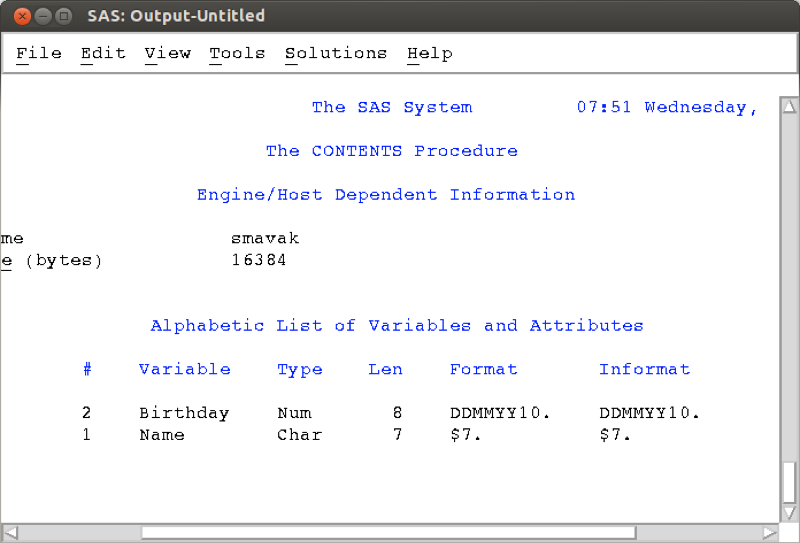 SAS: Output-Untitled
File Edit View Tools Solutions Help
The SAS System 07:51 Wednesday,
The CONTENTS Procedure
Engine/Host Dependent Information
me smavak
e (bytes) 16384
Alphabetic List of Variables and Attributes
# Variable Type Len Format Informat
2 Birthday Num 8 DDMMYY10. DDMMYY10.
1 Name Char 7 $7. $7.